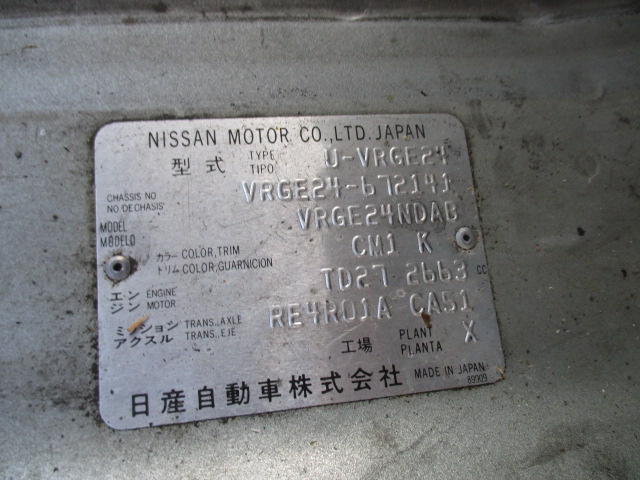 NISSAN MOTOR CO.,LTD. JAPAN
型式 TYPE TIPO U-VRGE24
CHASSIS NO NO DE CHASIS VRGE24-672141
MODEL MODELO VRGE24NDAB
カラー COLOR,TRIM トリム COLOR,GUARNICION CM1 K
エンジン ENGINE MOTOR TD27 2663 CC
ミッション TRANS.,AXLE アクスル TRANS.,EJE RE4R01A CA51
工場 PLANT PLANTA X
日産自動車株式会社 MADE IN JAPAN
89909